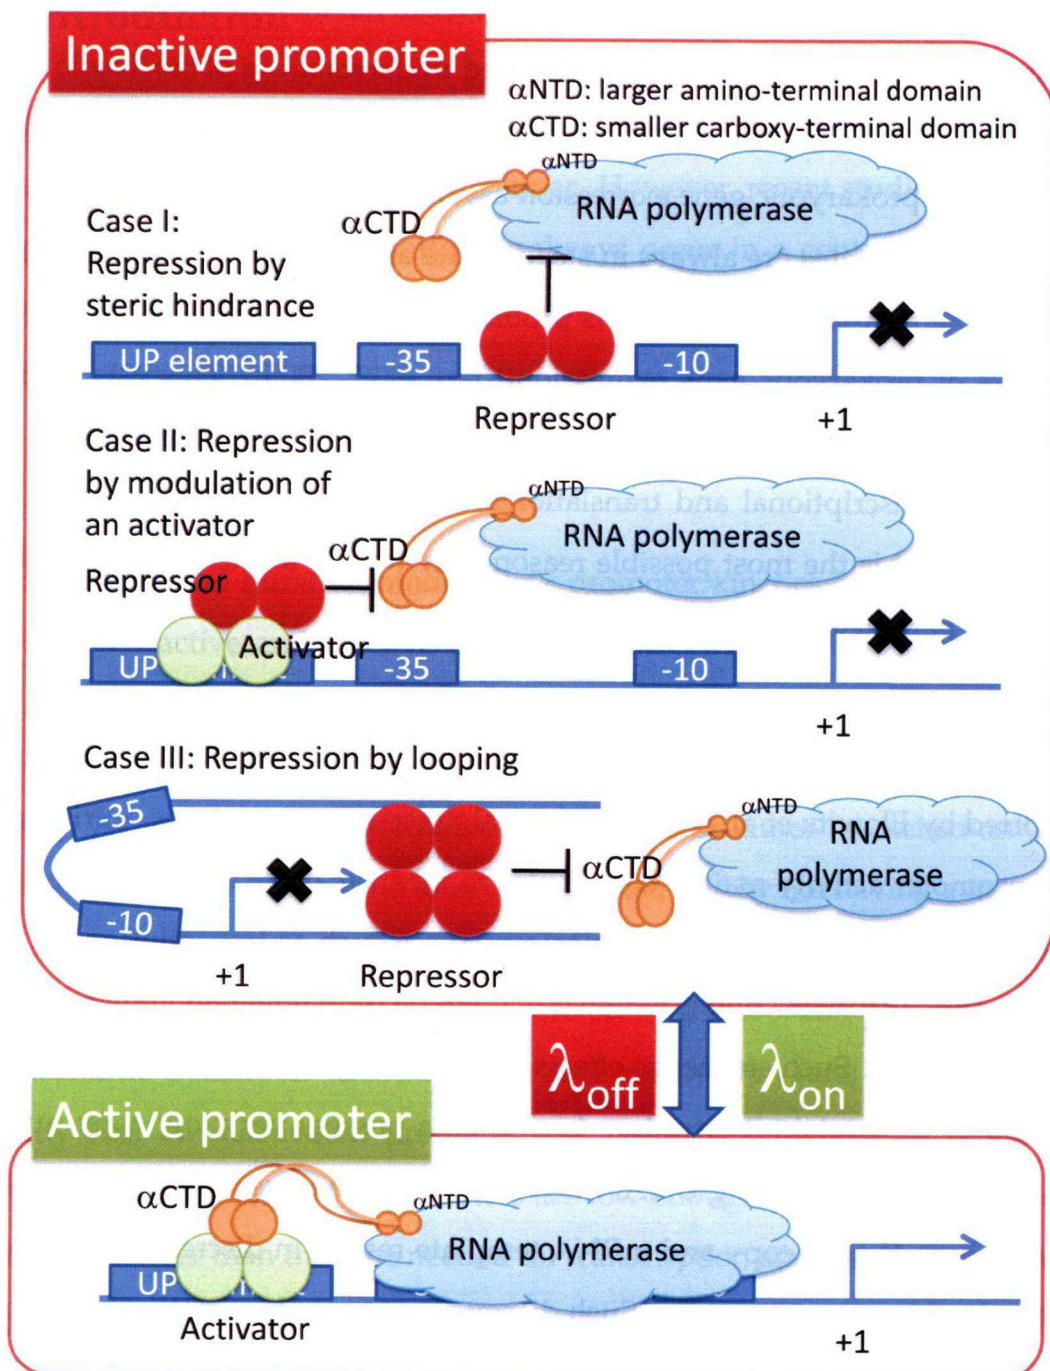 Inactive promoter
αNTD: larger amino-terminal domain
αCTD: smaller carboxy-terminal domain
αNTD
RNA polymerase
αCTD
Case I:
Repression by
steric hindrance
UP element
-35
-10
Repressor
+1
Case II: Repression
by modulation of
an activator
αNTD
RNA polymerase
αCTD
Repressor
Activator
UP
-35
-10
+1
Case III: Repression by looping
-35
αNTD
RNA
polymerase
αCTD
-10
+1
Repressor
λoff
λon
Active promoter
αCTD
αNTD
RNA polymerase
UP
Activator
+1